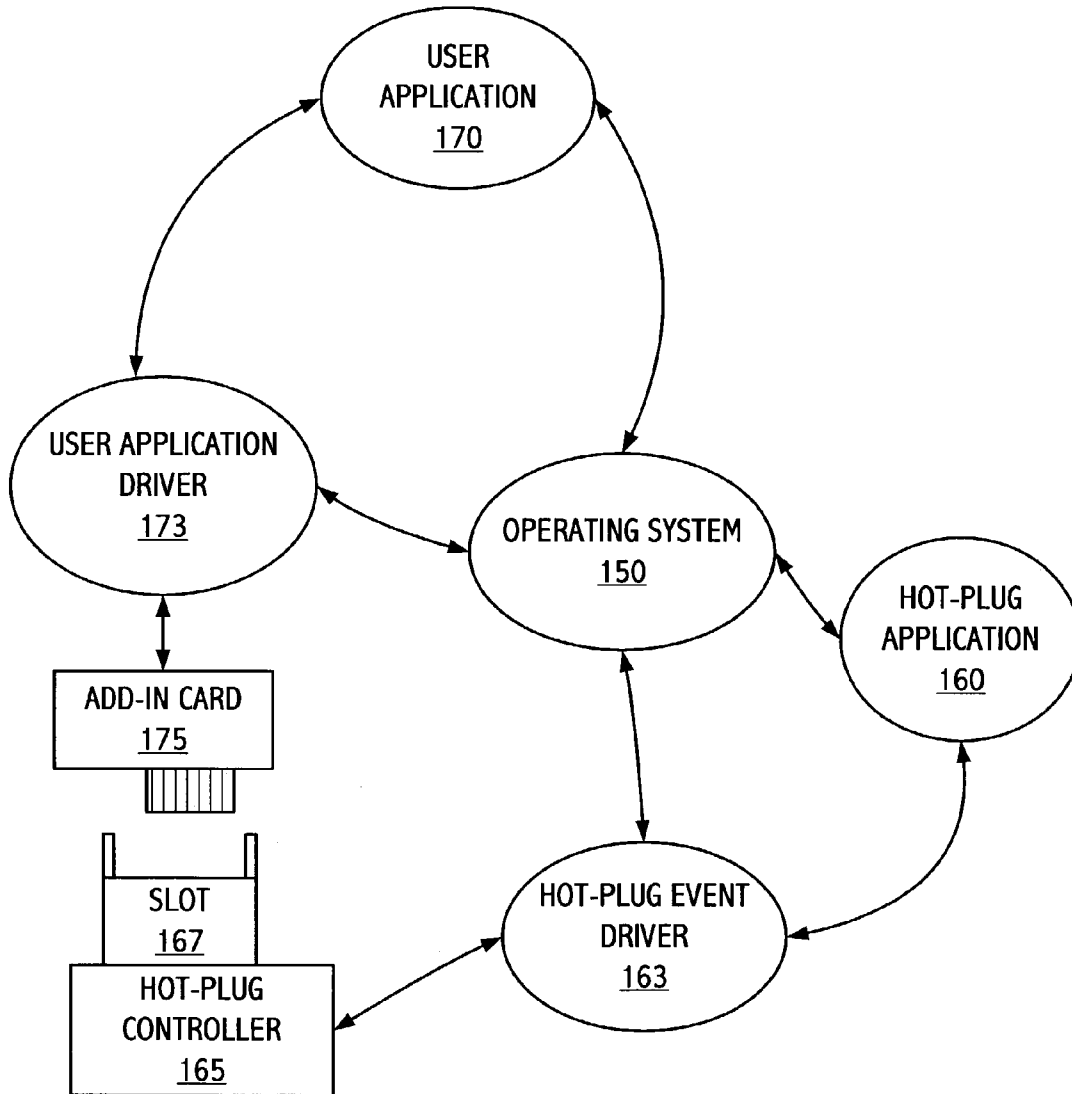 USER
APPLICATION
170
USER APPLICATION
DRIVER
173
OPERATING SYSTEM
150
HOT-PLUG
APPLICATION
160
ADD-IN CARD
175
SLOT
167
HOT-PLUG EVENT
DRIVER
163
HOT-PLUG
CONTROLLER
165